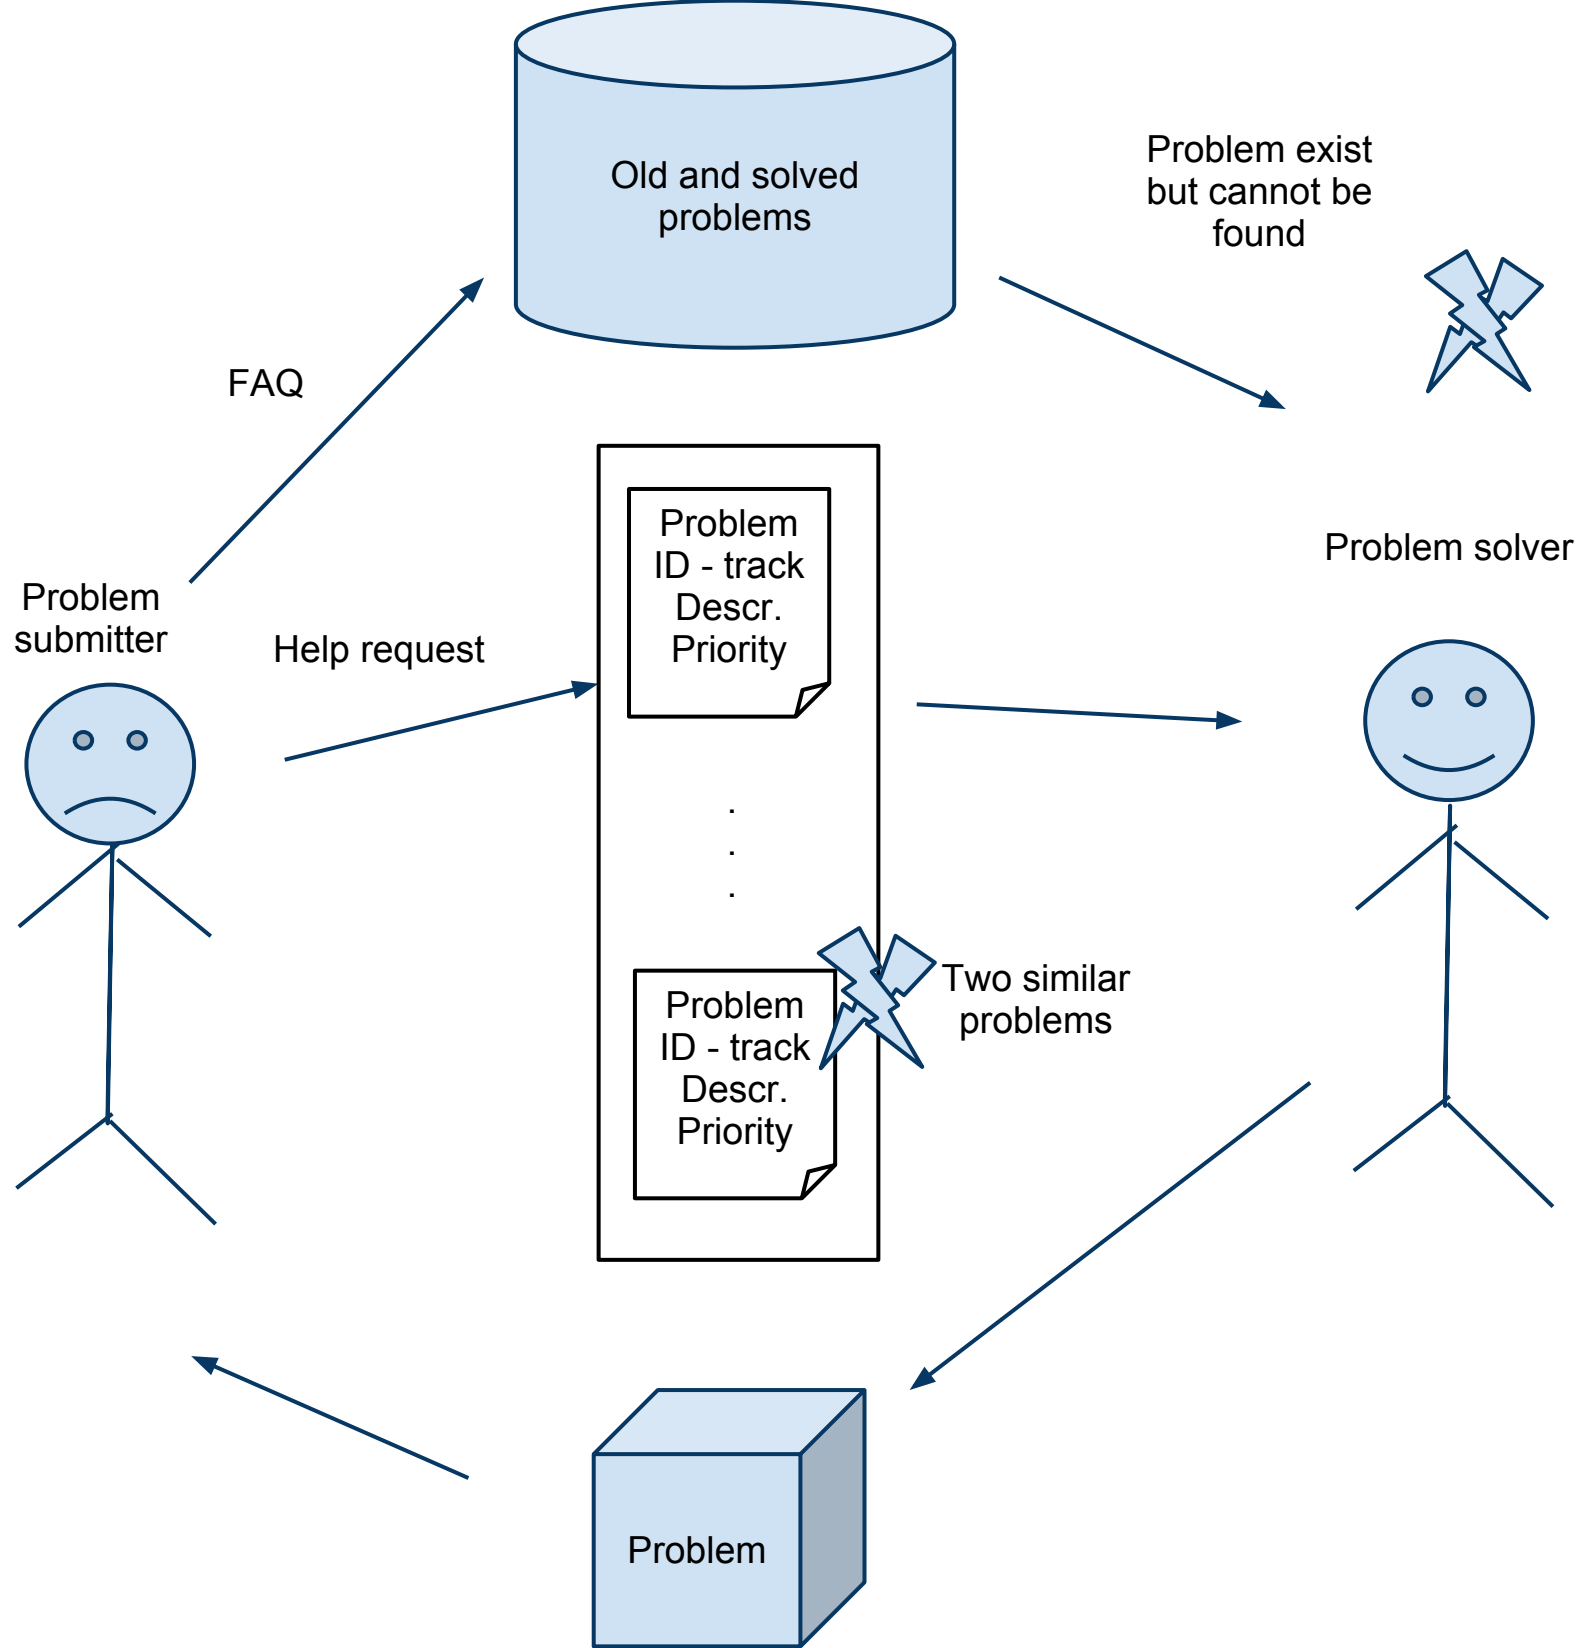 Old and solved
problems
Problem exist
but cannot be
found
FAQ
Problem
ID - track
Descr.
Priority
Problem solver
Problem
submitter
Help request
.
.
.
Two similar
problems
Problem
ID - track
Descr.
Priority
Problem